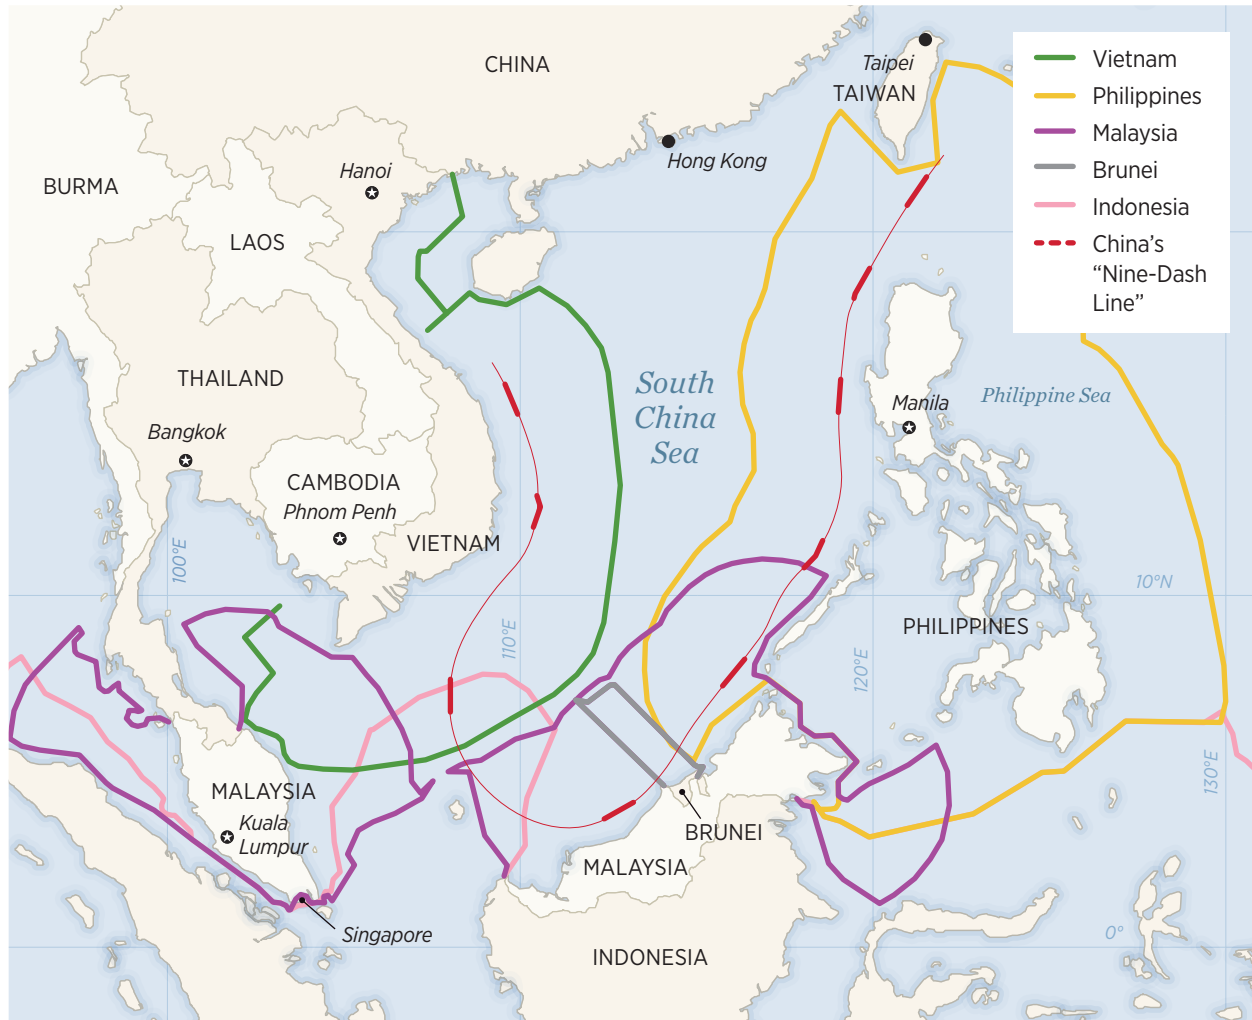 CHINA
Taipei
TAIWAN
Hong Kong
Hanoi
BURMA
LAOS
Vietnam
Philippines
Malaysia
Brunei
Indonesia
China's
"Nine-Dash
Line"
THAILAND
Bangkok
South
China
Sea
Philippine Sea
Manila
CAMBODIA
Phnom Penh
VIETNAM
100°E
110°E
120°E
10°N
PHILIPPINES
130°E
MALAYSIA
Kuala
Lumpur
BRUNEI
MALAYSIA
Singapore
INDONESIA
0°